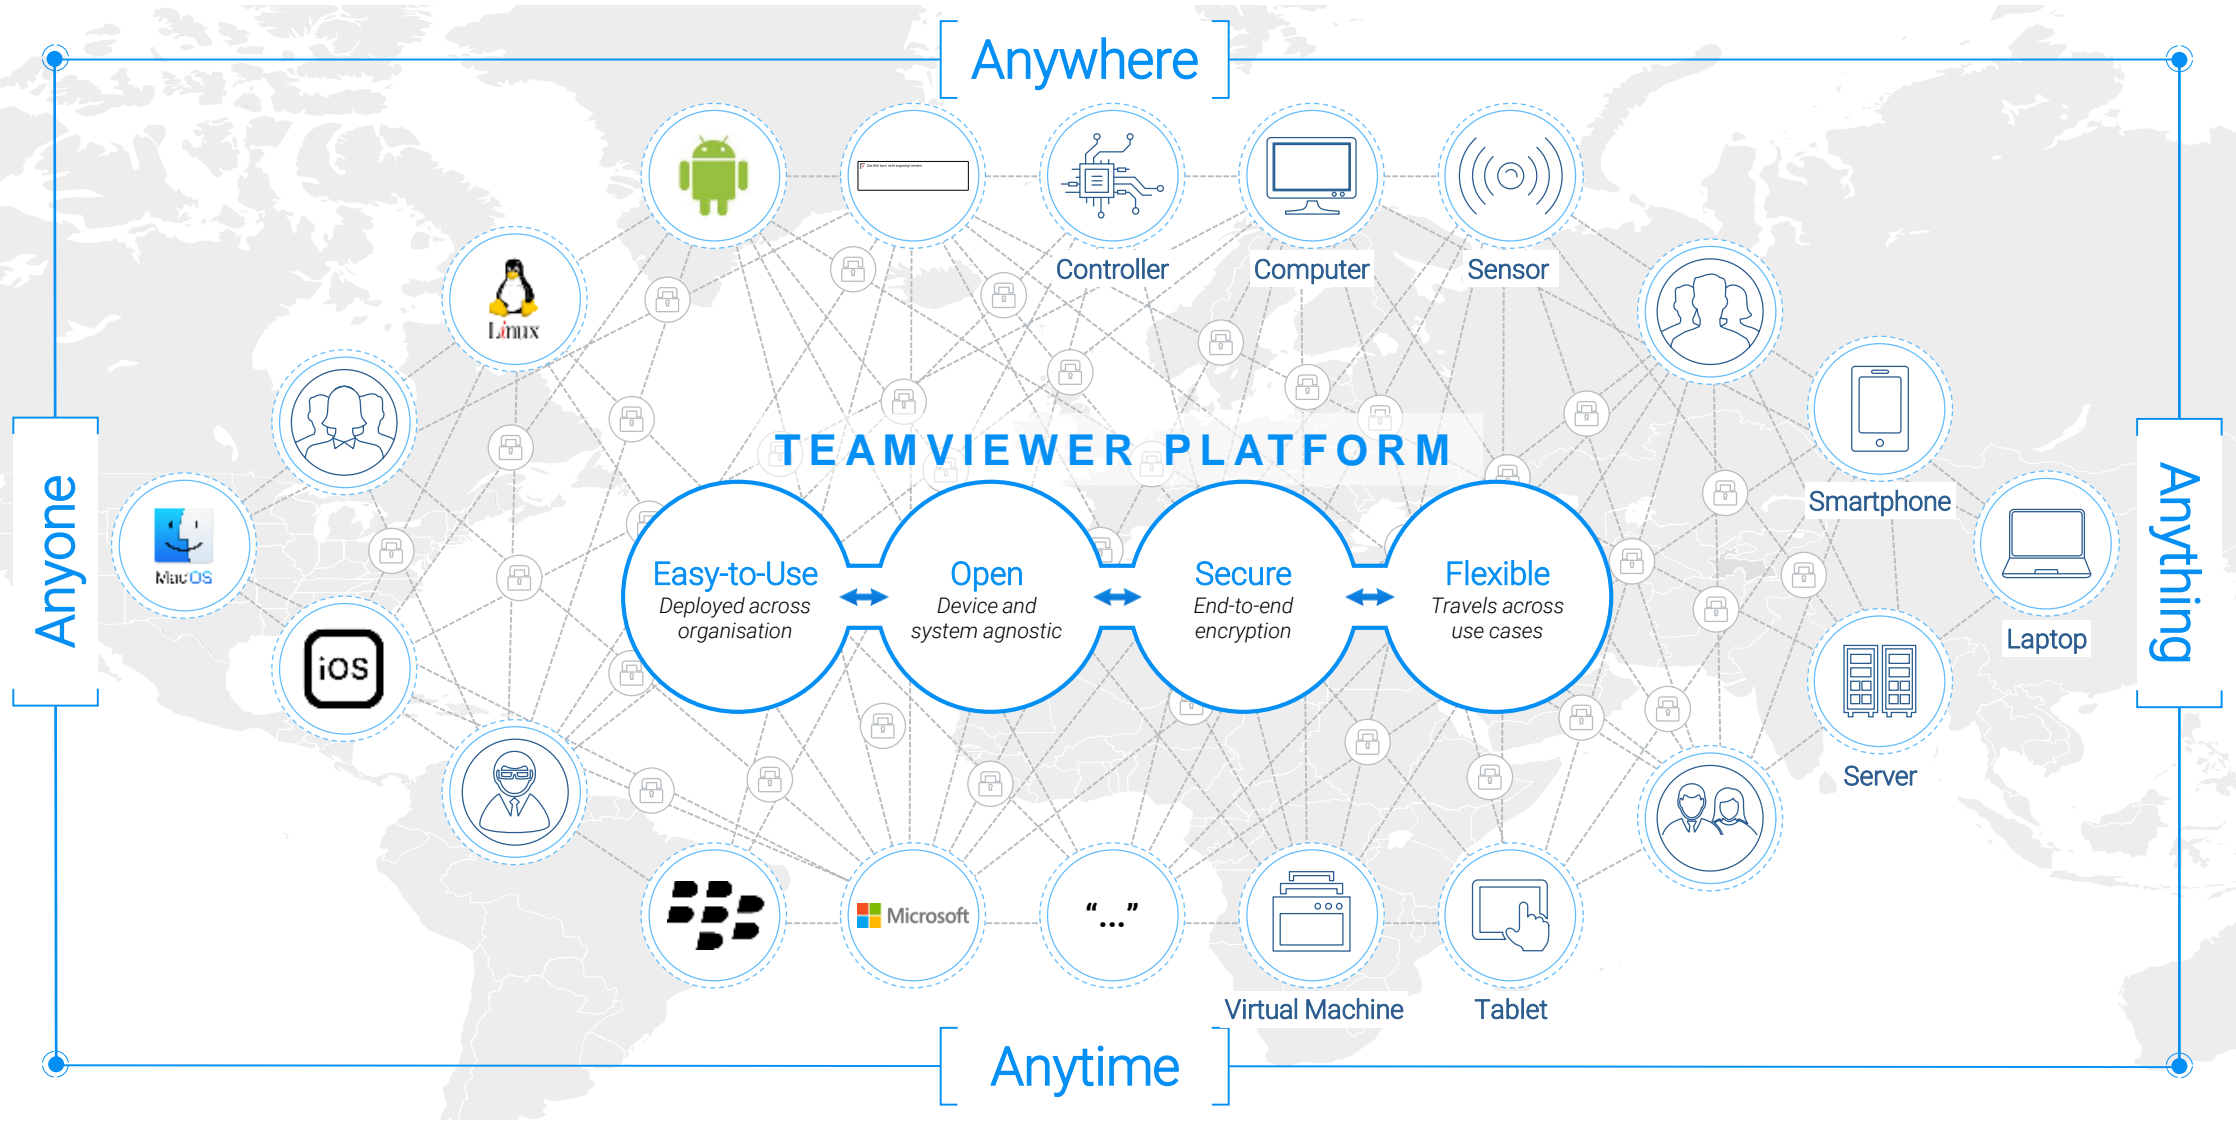 Anywhere
Controller
Computer
Sensor
Linux
TEAMVIEWER PLATFORM
Anyone
Anything
Smartphone
MacOS
Easy-to-Use
Deployed across
organisation
Open
Device and
system agnostic
Secure
End-to-end
encryption
Flexible
Travels across
use cases
Laptop
iOS
Server
Microsoft
“...”
Virtual Machine
Tablet
Anytime